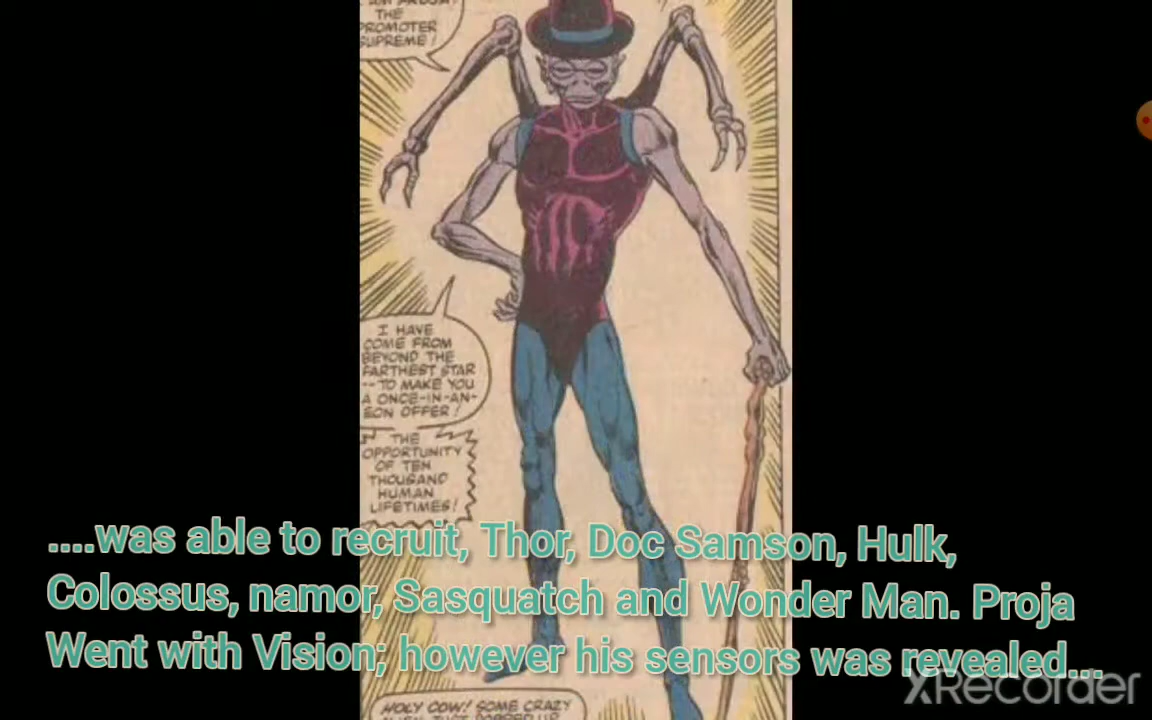 THE
PROMOTER
SUPREME!
I HAVE
COME FROM
BEYOND THE
FARTHEST STAR
--TO MAKE YOU
A ONCE-IN-AN-
EON OFFER!
THE
OPPORTUNITY
OF TEN
THOUSAND
HUMAN
LIFETIMES!
....was able to recruit, Thor, Doc Samson, Hulk,
Colossus, namor, Sasquatch and Wonder Man. Proja
Went with Vision; however his sensors was revealed...
XRecorder
HOLY COW! SOME CRAZY